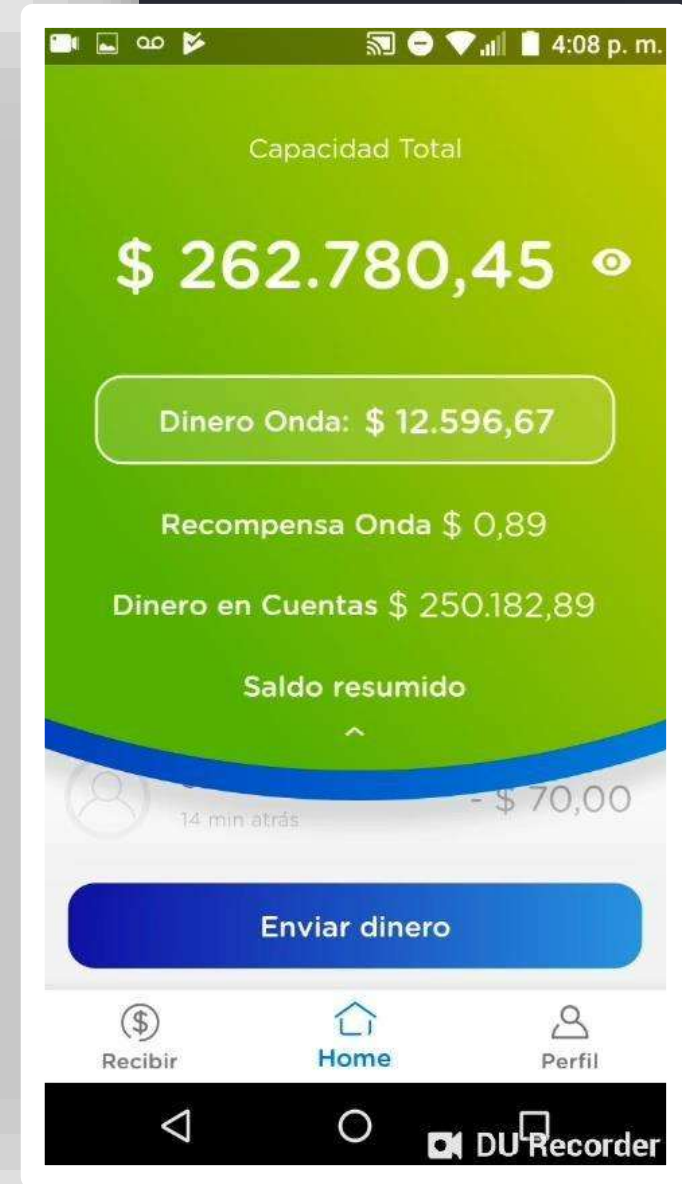 4:08 p. m.
Capacidad Total
$ 262.780,45
Dinero Onda: $ 12.596,67
Recompensa Onda $ 0,89
Dinero en Cuentas $ 250.182,89
Saldo resumido
- $ 70,00
14 min atrás
Enviar dinero
Recibir
Home
Perfil
DU Recorder